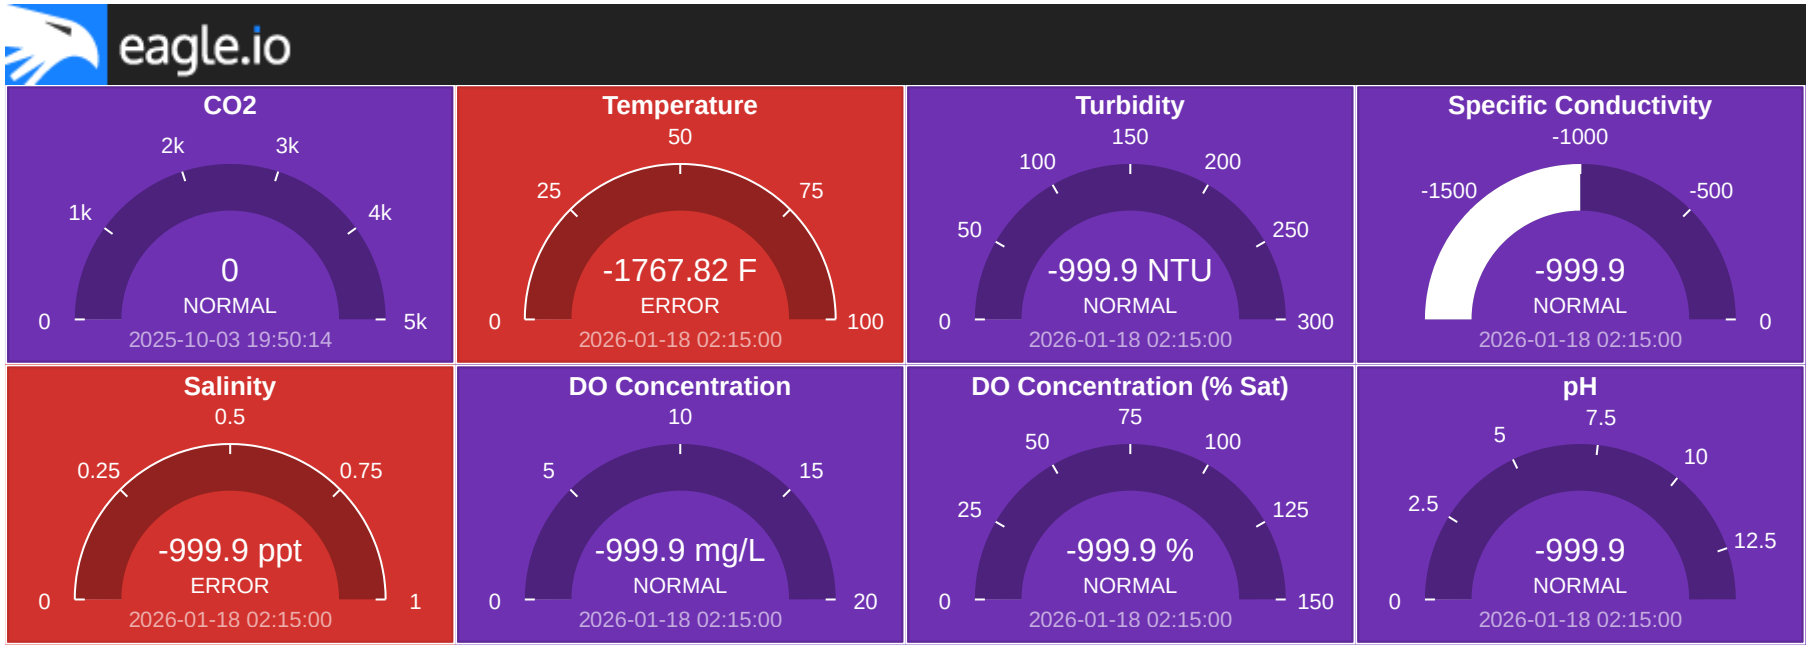 eagle.io
CO2
2k
3k
1k
4k
0
NORMAL
0
5k
2025-10-03 19:50:14
Temperature
50
25
75
-1767.82 F
ERROR
0
100
2026-01-18 02:15:00
Turbidity
150
100
200
50
250
-999.9 NTU
NORMAL
0
300
2026-01-18 02:15:00
Specific Conductivity
-1000
-1500
-500
-999.9
NORMAL
0
2026-01-18 02:15:00
Salinity
0.5
0.25
0.75
-999.9 ppt
ERROR
0
1
2026-01-18 02:15:00
DO Concentration
10
5
15
-999.9 mg/L
NORMAL
0
20
2026-01-18 02:15:00
DO Concentration (% Sat)
75
50
100
25
125
-999.9 %
NORMAL
0
150
2026-01-18 02:15:00
pH
7.5
5
10
2.5
12.5
-999.9
NORMAL
0
2026-01-18 02:15:00